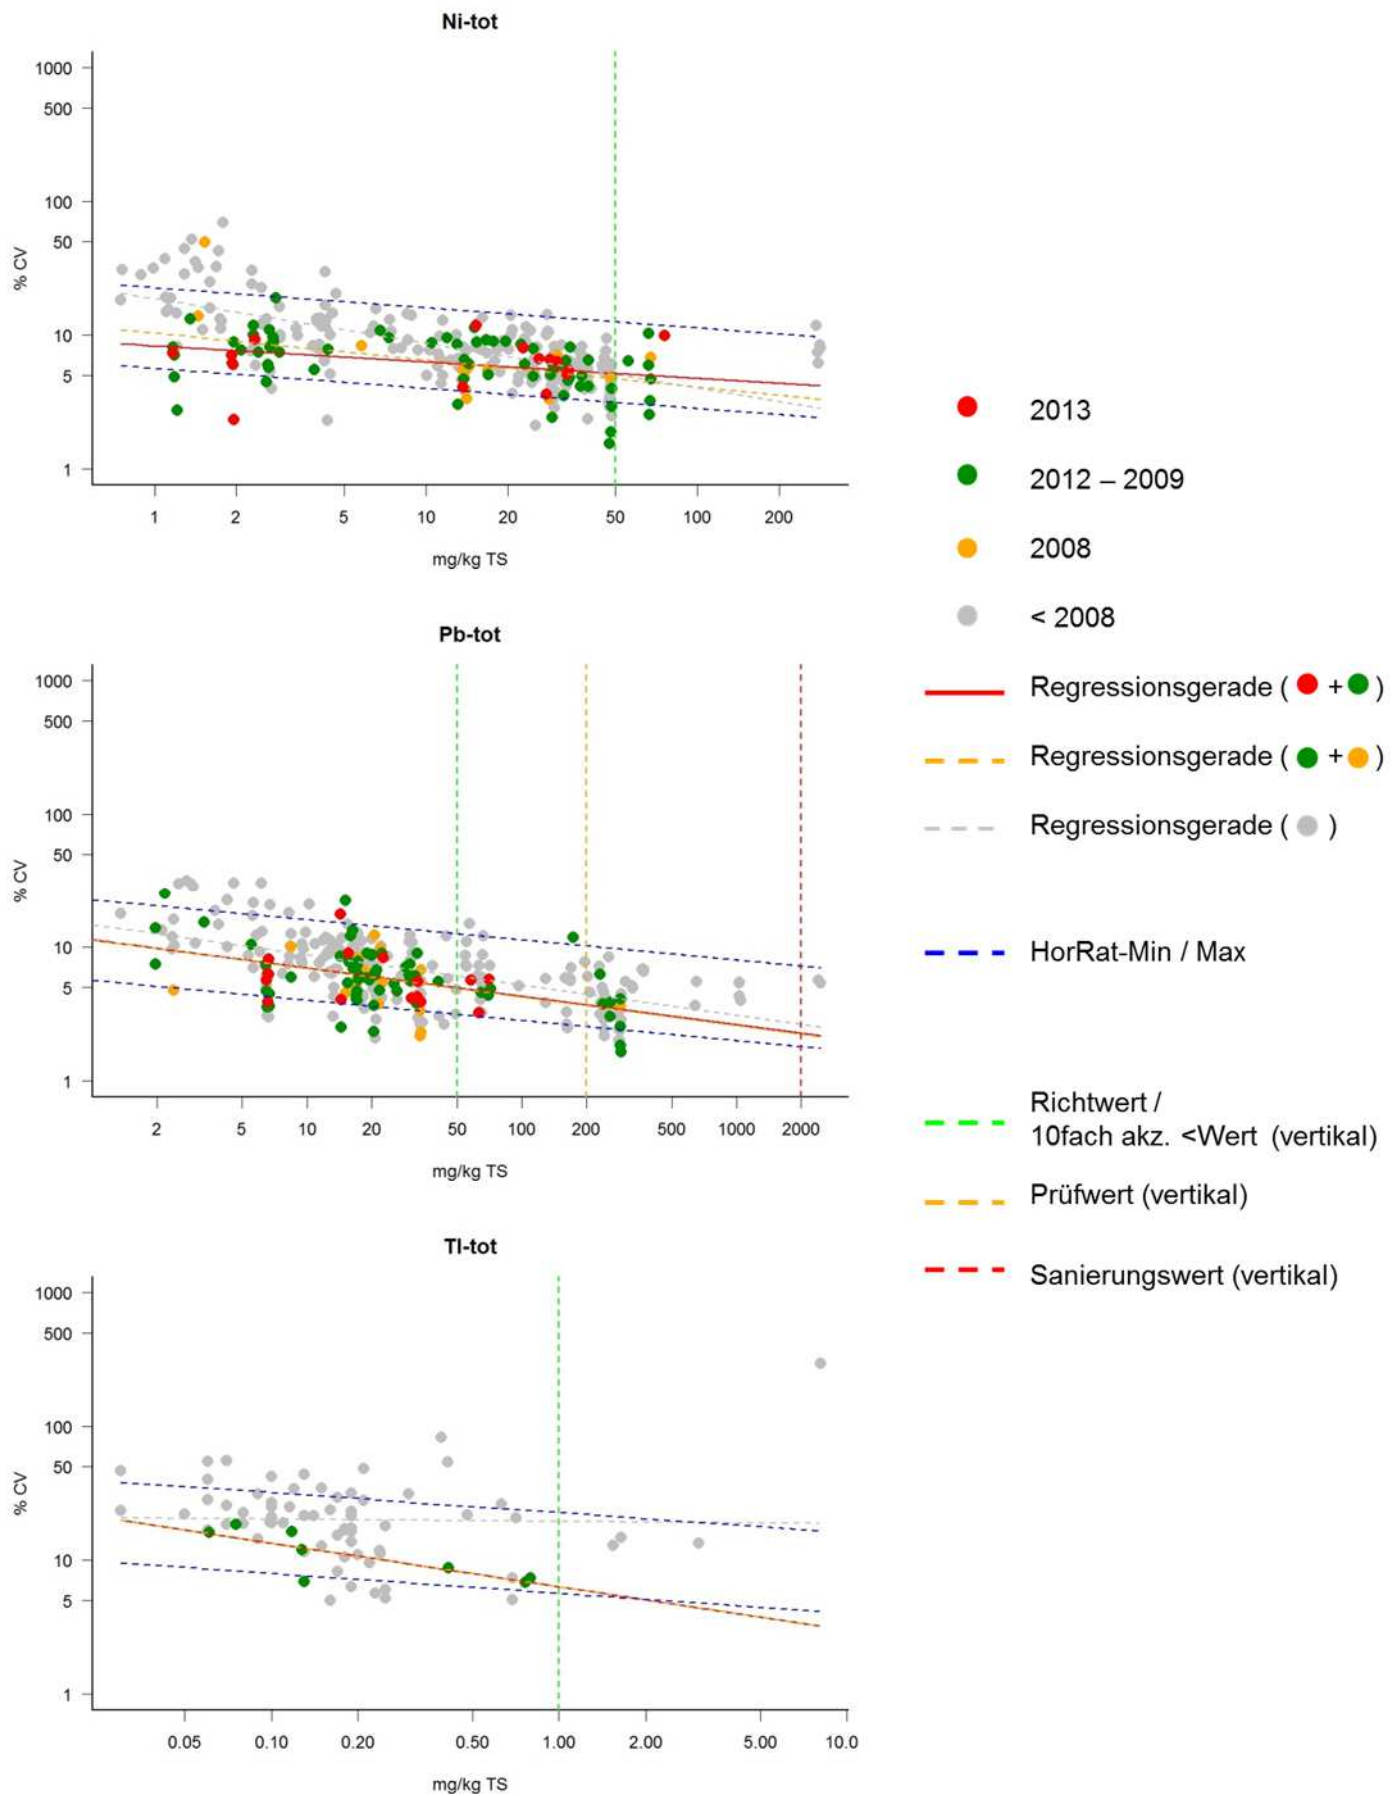 Ni-tot
1000
500
100
50
10
5
1
% CV
1 2 5 10 20 50 100 200
mg/kg TS
Pb-tot
1000
500
100
50
10
5
1
% CV
2 5 10 20 50 100 200 500 1000 2000
mg/kg TS
Tl-tot
1000
500
100
50
10
5
1
% CV
0.05 0.10 0.20 0.50 1.00 2.00 5.00 10.0
mg/kg TS
2013
2012 – 2009
2008
< 2008
Regressionsgerade ( + )
Regressionsgerade ( + )
Regressionsgerade ( )
HorRat-Min / Max
Richtwert /
10fach akz. <Wert (vertikal)
Prüfwert (vertikal)
Sanierungswert (vertikal)